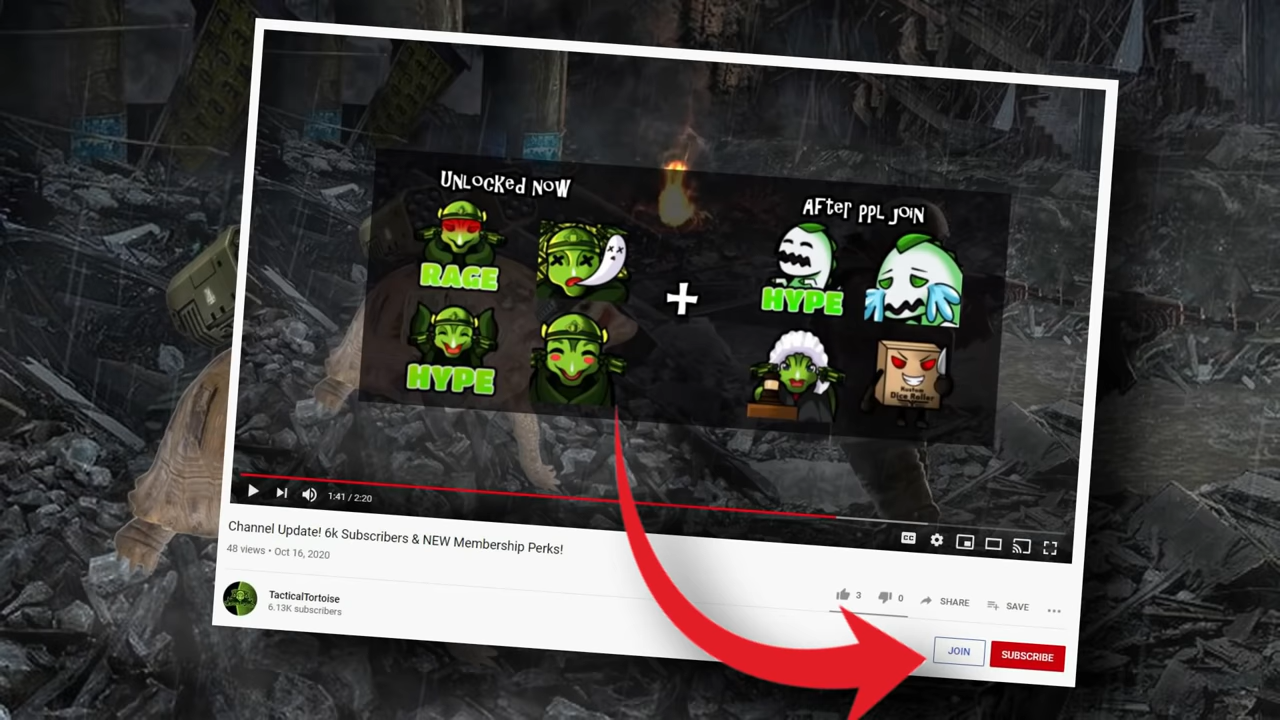 UNLOCKED NOW
AFTER PPL JOIN
RAGE
HYPE
HYPE
Dice Roller
1:41 / 2:20
CC
Channel Update! 6k Subscribers & NEW Membership Perks!
48 views • Oct 16, 2020
TacticalTortoise
6.13K subscribers
3
0
SHARE
SAVE
JOIN
SUBSCRIBE